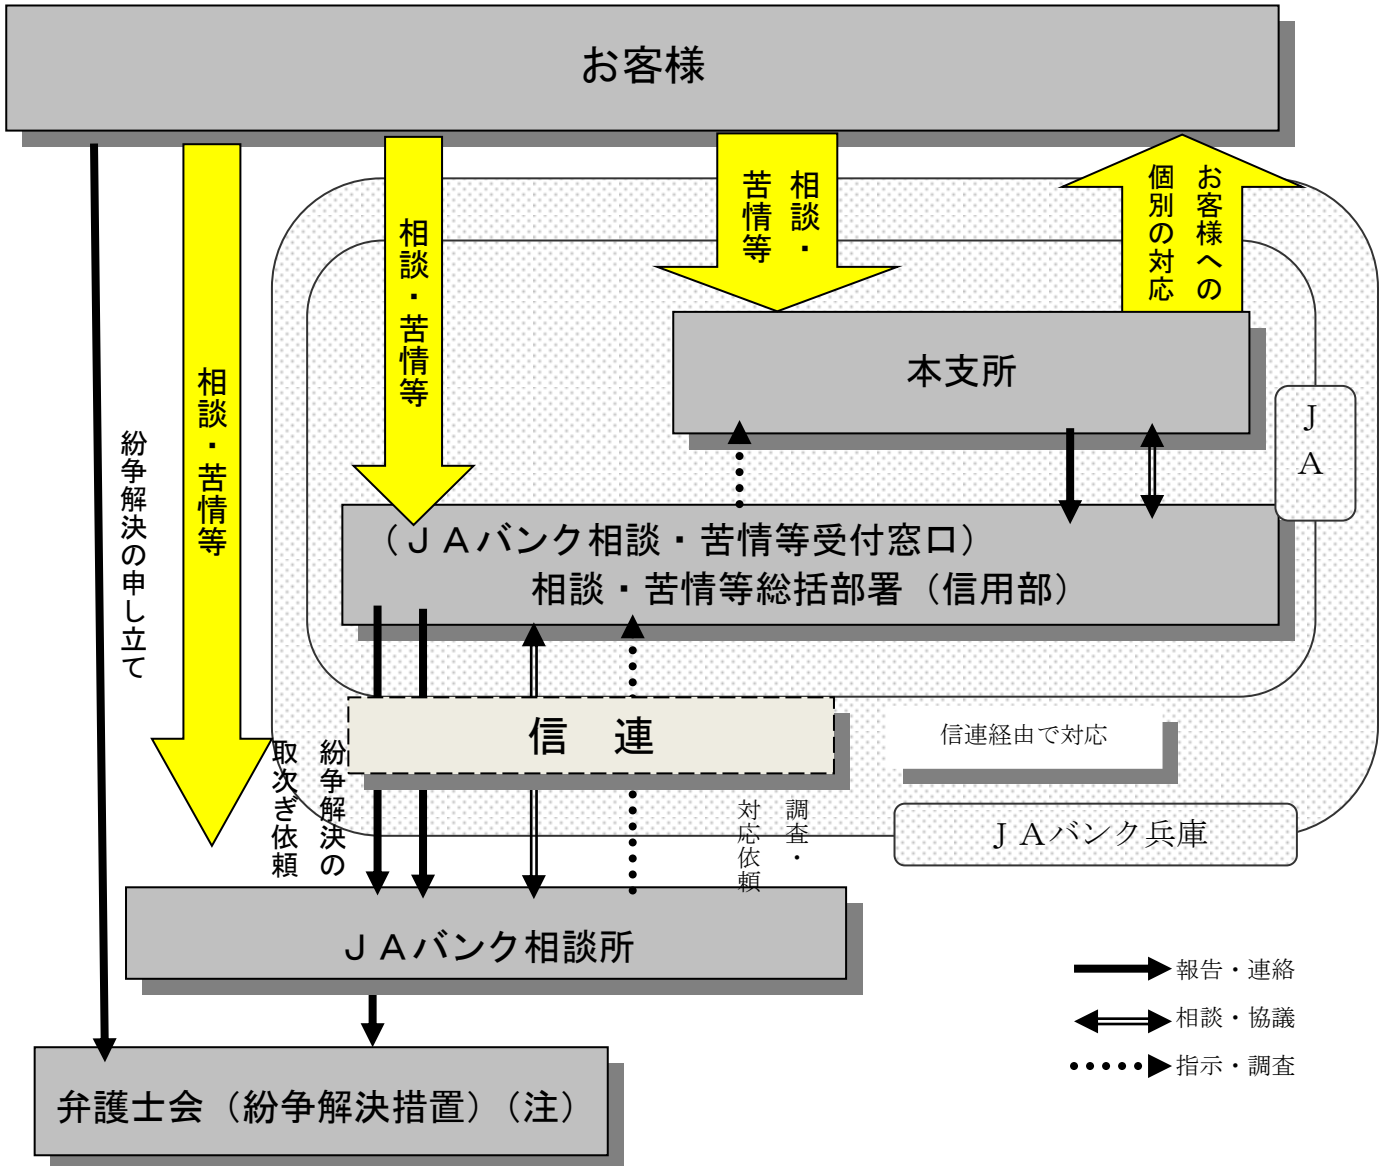 お客様
相談・
苦情等
お客様への
個別の対応
相談・苦情等
相談・苦情等
紛争解決の申し立て
本支所
ＪＡ
（ＪＡバンク相談・苦情等受付窓口）
相談・苦情等総括部署（信用部）
信　連
信連経由で対応
紛争解決の
取次ぎ依頼
調査・
対応依頼
ＪＡバンク兵庫
ＪＡバンク相談所
報告・連絡
相談・協議
指示・調査
弁護士会（紛争解決措置）（注）